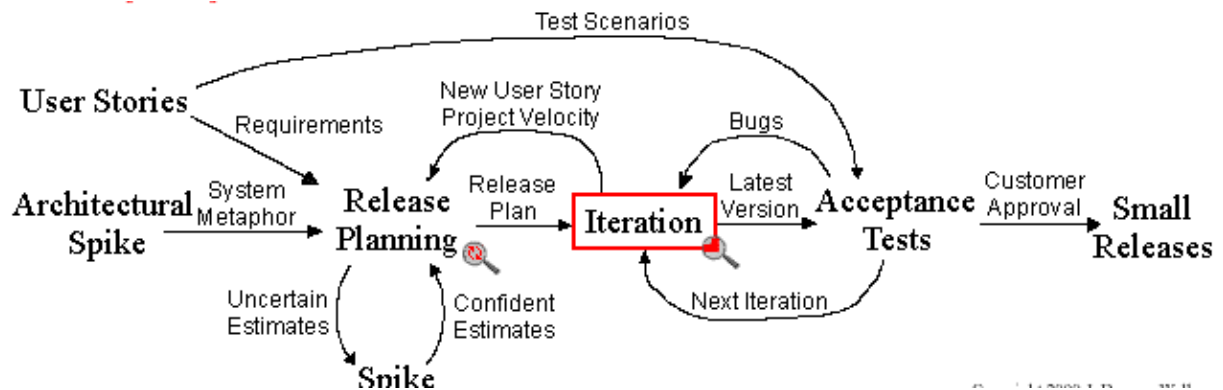 Test Scenarios
User Stories
New User Story
Project Velocity
Requirements
Bugs
Architectural
Spike
System
Metaphor
Release
Planning
Release
Plan
Iteration
Latest
Version
Acceptance
Tests
Customer
Approval
Small
Releases
Uncertain
Estimates
Confident
Estimates
Next Iteration
Spike